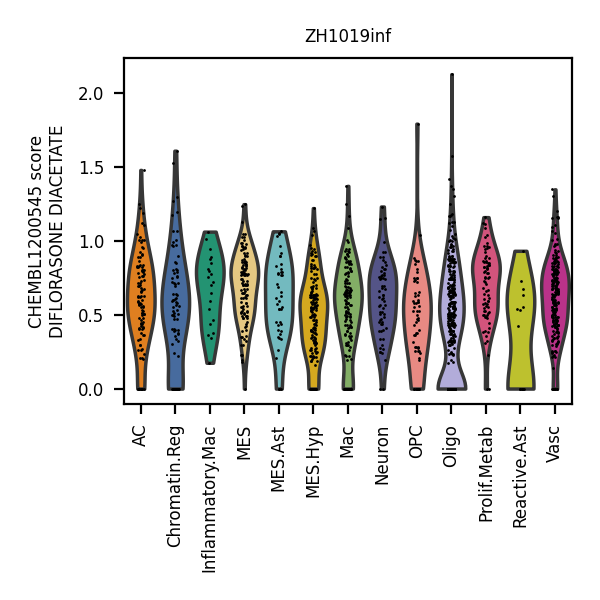 ZH1019inf
CHEMBL1200545 score
DIFLORASONE DIACETATE
2.0
1.5
1.0
0.5
0.0
AC
Chromatin.Reg
Inflammatory.Mac
MES
MES.Ast
MES.Hyp
Mac
Neuron
OPC
Oligo
Prolif.Metab
Reactive.Ast
Vasc